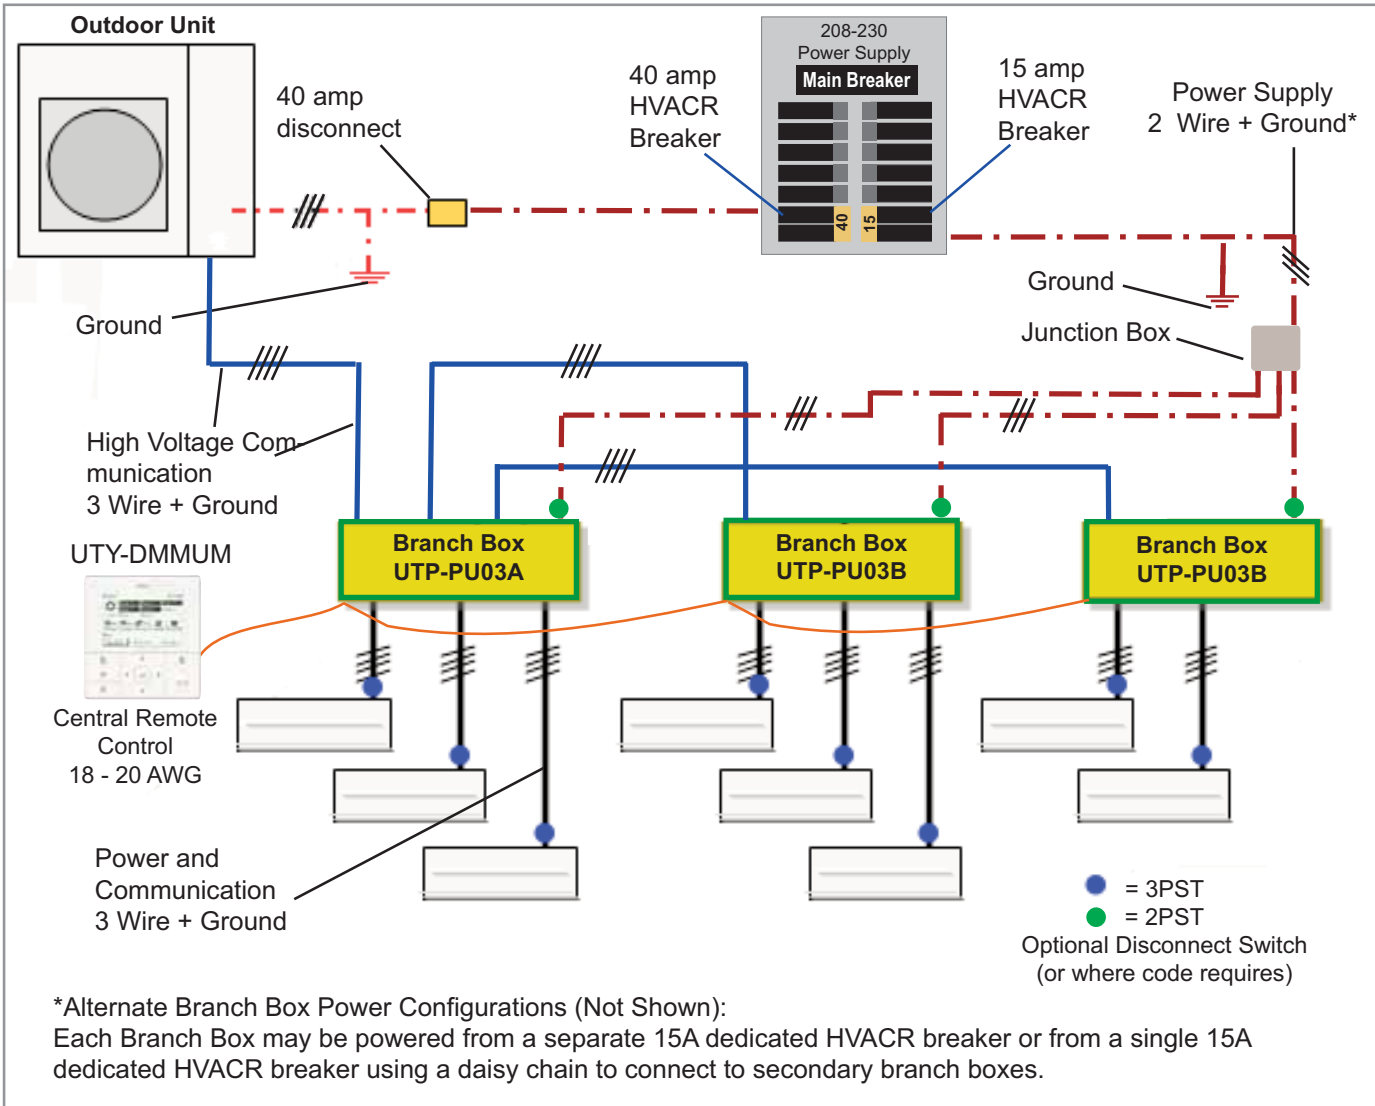 Outdoor Unit
40 amp
disconnect
40 amp
HVACR
Breaker
208-230
Power Supply
Main Breaker
40
15
15 amp
HVACR
Breaker
Power Supply
2 Wire + Ground*
Ground
Ground
Junction Box
High Voltage Com-
munication
3 Wire + Ground
UTY-DMMUM
Branch Box
UTP-PU03A
Branch Box
UTP-PU03B
Branch Box
UTP-PU03B
Central Remote
Control
18 - 20 AWG
Power and
Communication
3 Wire + Ground
= 3PST
= 2PST
Optional Disconnect Switch
(or where code requires)
*Alternate Branch Box Power Configurations (Not Shown):
Each Branch Box may be powered from a separate 15A dedicated HVACR breaker or from a single 15A
dedicated HVACR breaker using a daisy chain to connect to secondary branch boxes.